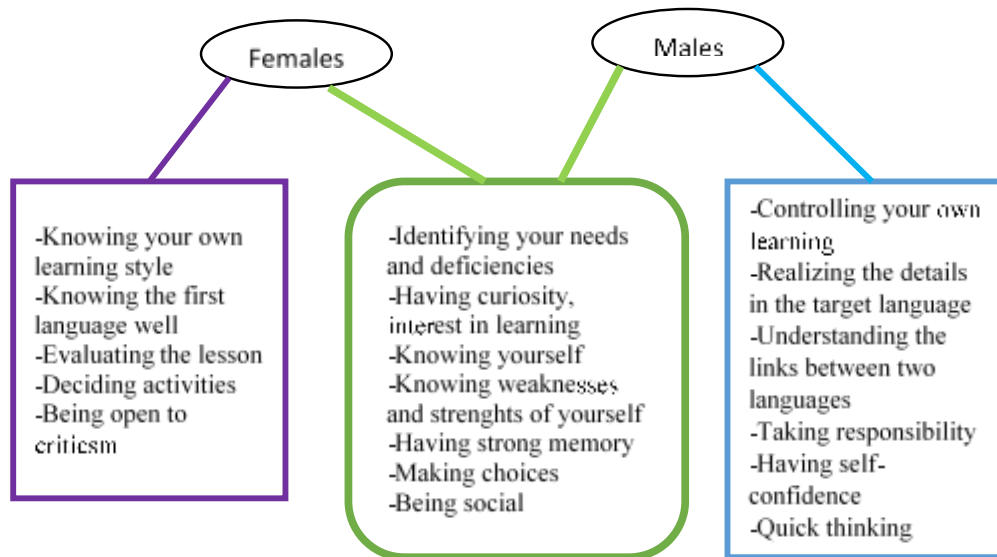 Females
Males
-Knowing your own
learning style
-Knowing the first
language well
-Evaluating the lesson
-Deciding activities
-Being open to
criticsm
-Identifying your needs
and deficiencies
-Having curiosity,
interest in learning
-Knowing yourself
-Knowing weaknesses
and strenghts of yourself
-Having strong memory
-Making choices
-Being social
-Controlling your own
learning
-Realizing the details
in the target language
-Understanding the
links between two
languages
-Taking responsibility
-Having self-
confidence
-Quick thinking